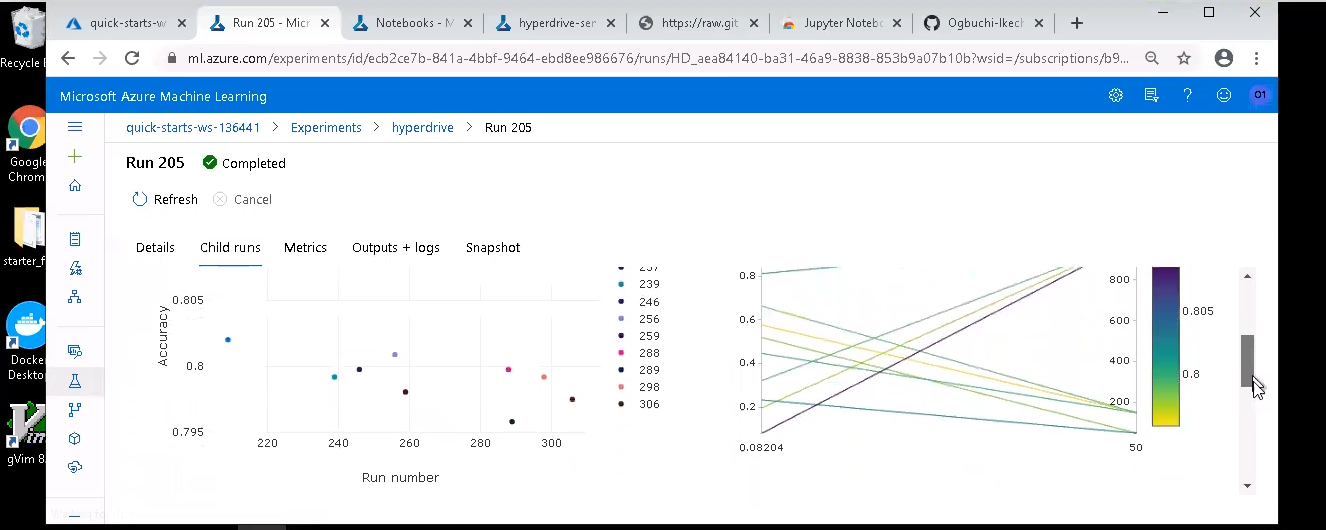 quick-starts-w
Run 205 - Micr
Notebooks - M
hyperdrive-ser
https://raw.git
Jupyter Noteb
Ogbuchi-Ikech
ml.azure.com/experiments/id/ecb2ce7b-841a-4bbf-9464-ebd8ee986676/runs/HD_aea84140-ba31-46a9-8838-853b9a07b10b?wsid=/subscriptions/b9...
Recycle
Google
Chrom
starter_f
Docke
Deskto
gVim 8
Microsoft Azure Machine Learning
01
quick-starts-ws-136441 > Experiments > hyperdrive > Run 205
Run 205 Completed
Refresh Cancel
Details Child runs Metrics Outputs + logs Snapshot
Accuracy
0.805
0.8
0.795
220 240 260 280 300
Run number
237
239
246
256
259
288
289
298
306
0.8
0.6
0.4
0.2
0.08204
800
600
400
200
50
0.805
0.8